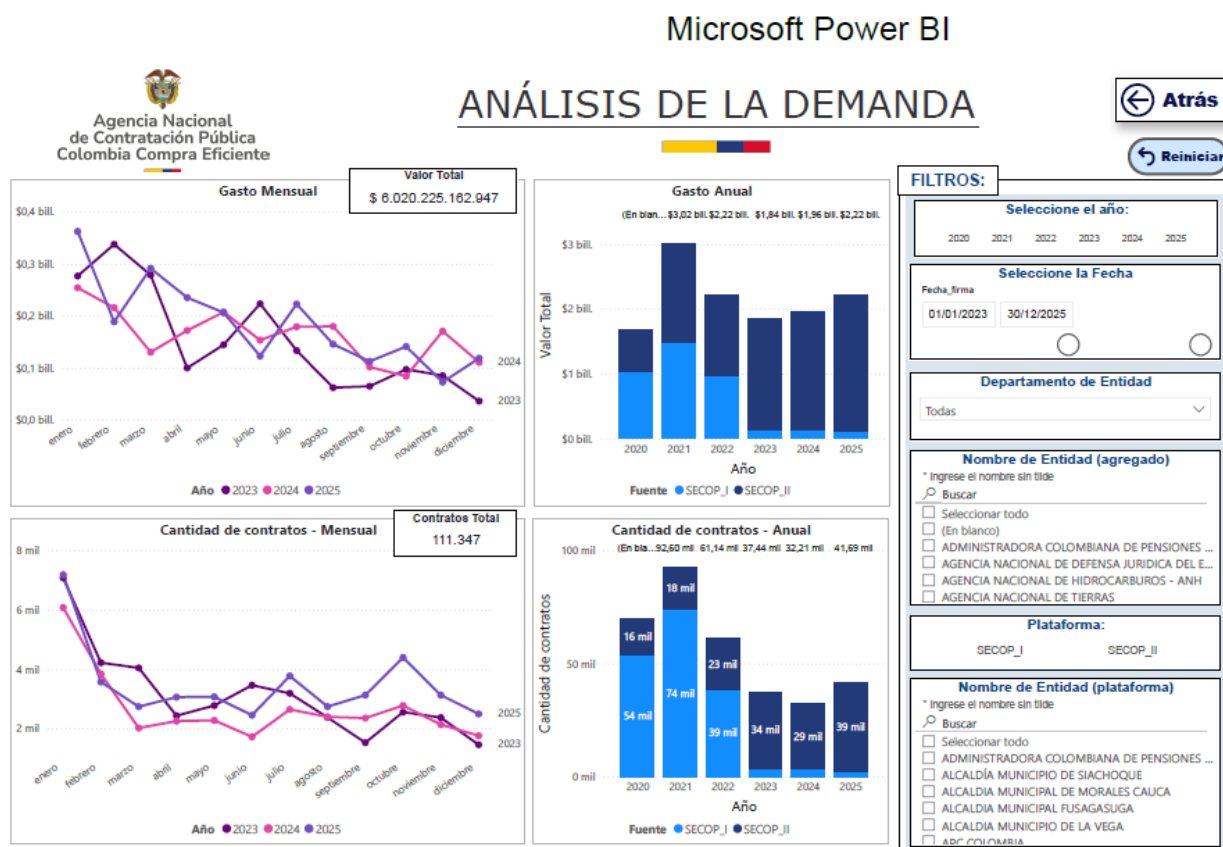 Microsoft Power BI
Agencia Nacional
de Contratación Pública
Colombia Compra Eficiente
ANÁLISIS DE LA DEMANDA
Atrás
Reiniciar
Gasto Mensual
Valor Total
$ 6.020.225.162.947
$0,4 bill.
$0,3 bill.
$0,2 bill.
$0,1 bill.
$0,0 bill.
2024
2023
enero
febrero
marzo
abril
mayo
junio
julio
agosto
septiembre
octubre
noviembre
diciembre
Año 2023 2024 2025
Gasto Anual
(En blan... $3,02 bill. $2,22 bill. $1,84 bill. $1,96 bill. $2,22 bill.
Valor Total
$3 bill.
$2 bill.
$1 bill.
$0 bill.
2020 2021 2022 2023 2024 2025
Año
Fuente SECOP_I SECOP_II
Cantidad de contratos - Mensual
Contratos Total
111.347
8 mil
6 mil
4 mil
2 mil
2025
2023
enero
febrero
marzo
abril
mayo
junio
julio
agosto
septiembre
octubre
noviembre
diciembre
Año 2023 2024 2025
Cantidad de contratos - Anual
(En bla... 92,60 mil 61,14 mil 37,44 mil 32,21 mil 41,69 mil
Cantidad de contratos
100 mil
50 mil
0 mil
16 mil
54 mil
18 mil
74 mil
23 mil
39 mil
34 mil
29 mil
39 mil
2020 2021 2022 2023 2024 2025
Año
Fuente SECOP_I SECOP_II
FILTROS:
Seleccione el año:
2020 2021 2022 2023 2024 2025
Seleccione la Fecha
Fecha_firma
01/01/2023 30/12/2025
Departamento de Entidad
Todas
Nombre de Entidad (agregado)
* Ingrese el nombre sin tilde
Buscar
Seleccionar todo
(En blanco)
ADMINISTRADORA COLOMBIANA DE PENSIONES ...
AGENCIA NACIONAL DE DEFENSA JURIDICA DEL E...
AGENCIA NACIONAL DE HIDROCARBUROS - ANH
AGENCIA NACIONAL DE TIERRAS
Plataforma:
SECOP_I SECOP_II
Nombre de Entidad (plataforma)
* Ingrese el nombre sin tilde
Buscar
Seleccionar todo
ADMINISTRADORA COLOMBIANA DE PENSIONES ...
ALCALDÍA MUNICIPIO DE SIACHOQUE
ALCALDIA MUNICIPAL DE MORALES CAUCA
ALCALDIA MUNICIPAL FUSAGASUGA
ALCALDIA MUNICIPIO DE LA VEGA
APC COLOMBIA